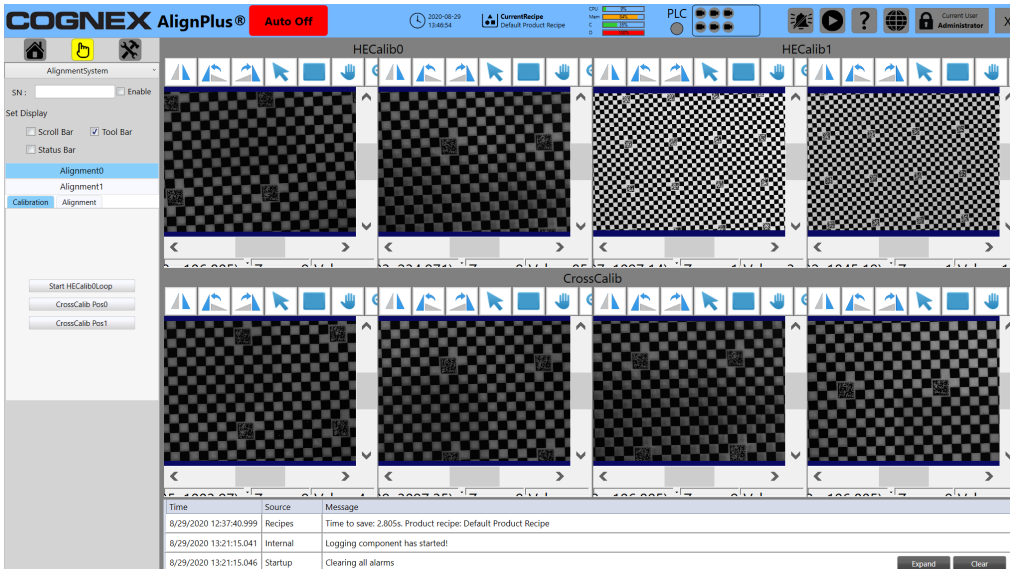 COGNEX AlignPlus®
Auto Off
2020-08-29
13:46:54
CurrentRecipe
Default Product Recipe
CPU
Mem
84%
C
D
100%
PLC
Current User
Administrator
X
AlignmentSystem
SN :
Enable
Set Display
Scroll Bar
Tool Bar
Status Bar
Alignment0
Alignment1
Calibration
Alignment
Start HECalib0Loop
CrossCalib Pos0
CrossCalib Pos1
HECalib0
HECalib1
CrossCalib
Time Source Message
8/29/2020 12:37:40.999 Recipes Time to save: 2.805s. Product recipe: Default Product Recipe
8/29/2020 13:21:15.041 Internal Logging component has started!
8/29/2020 13:21:15.046 Startup Clearing all alarms
Expand
Clear